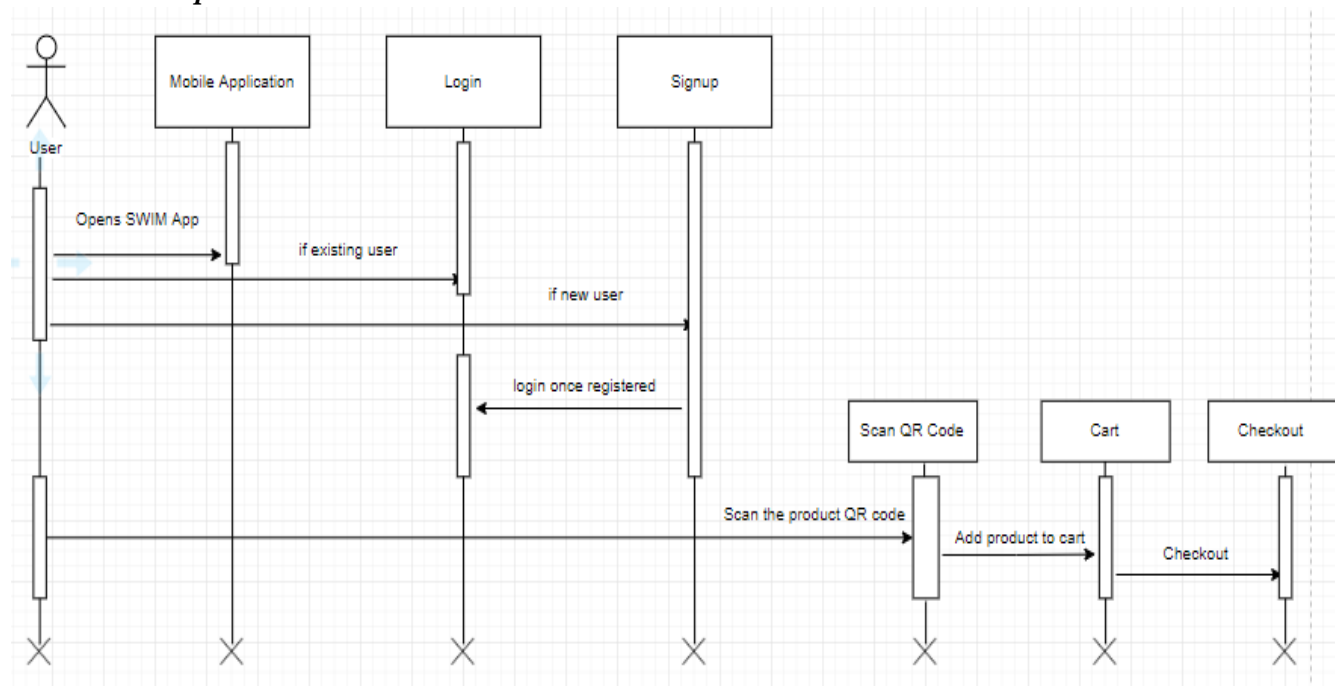 Mobile Application
Login
Signup
User
Opens SWIM App
if existing user
if new user
login once registered
Scan QR Code
Cart
Checkout
Scan the product QR code
Add product to cart
Checkout